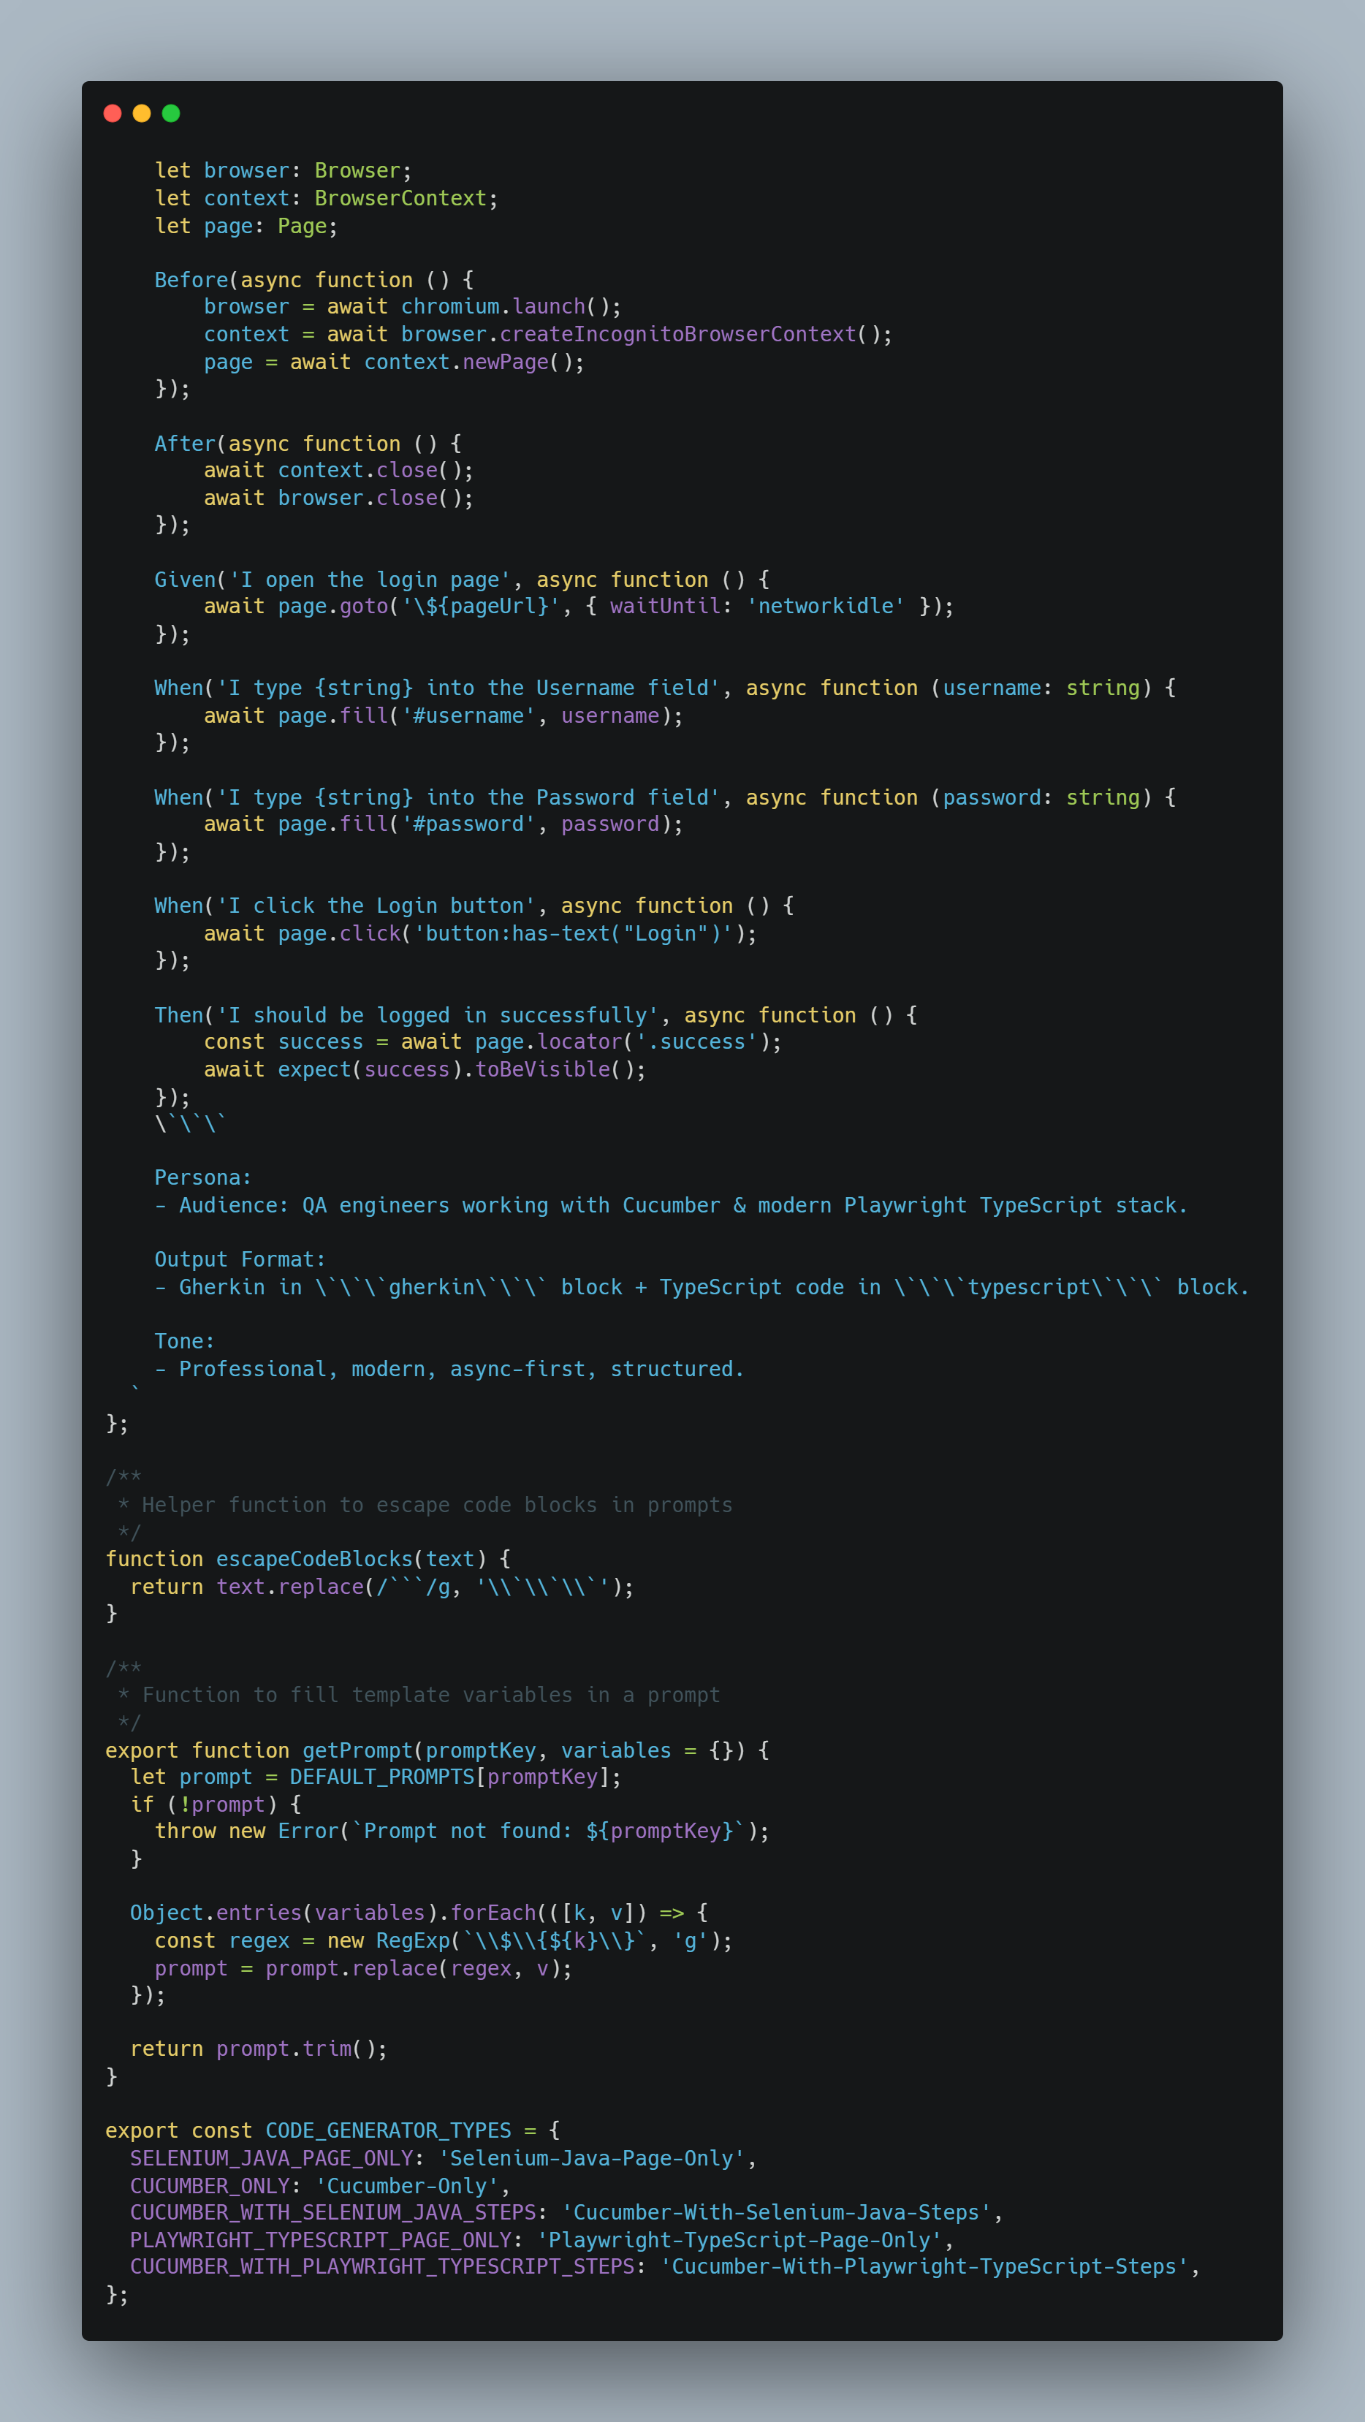 let browser: Browser;
    let context: BrowserContext;
    let page: Page;

    Before(async function () {
        browser = await chromium.launch();
        context = await browser.createIncognitoBrowserContext();
        page = await context.newPage();
    });

    After(async function () {
        await context.close();
        await browser.close();
    });

    Given('I open the login page', async function () {
        await page.goto('\${pageUrl}', { waitUntil: 'networkidle' });
    });

    When('I type {string} into the Username field', async function (username: string) {
        await page.fill('#username', username);
    });

    When('I type {string} into the Password field', async function (password: string) {
        await page.fill('#password', password);
    });

    When('I click the Login button', async function () {
        await page.click('button:has-text("Login")');
    });

    Then('I should be logged in successfully', async function () {
        const success = await page.locator('.success');
        await expect(success).toBeVisible();
    });
    \`\`\`

    Persona:
    - Audience: QA engineers working with Cucumber & modern Playwright TypeScript stack.

    Output Format:
    - Gherkin in \`\`\`gherkin\`\`\` block + TypeScript code in \`\`\`typescript\`\`\` block.

    Tone:
    - Professional, modern, async-first, structured.
  `
};

/**
 * Helper function to escape code blocks in prompts
 */
function escapeCodeBlocks(text) {
  return text.replace(/```/g, '\\`\\`\\`');
}

/**
 * Function to fill template variables in a prompt
 */
export function getPrompt(promptKey, variables = {}) {
  let prompt = DEFAULT_PROMPTS[promptKey];
  if (!prompt) {
    throw new Error(`Prompt not found: ${promptKey}`);
  }

  Object.entries(variables).forEach(([k, v]) => {
    const regex = new RegExp(`\\$\\{${k}\\}`, 'g');
    prompt = prompt.replace(regex, v);
  });

  return prompt.trim();
}

export const CODE_GENERATOR_TYPES = {
  SELENIUM_JAVA_PAGE_ONLY: 'Selenium-Java-Page-Only',
  CUCUMBER_ONLY: 'Cucumber-Only',
  CUCUMBER_WITH_SELENIUM_JAVA_STEPS: 'Cucumber-With-Selenium-Java-Steps',
  PLAYWRIGHT_TYPESCRIPT_PAGE_ONLY: 'Playwright-TypeScript-Page-Only',
  CUCUMBER_WITH_PLAYWRIGHT_TYPESCRIPT_STEPS: 'Cucumber-With-Playwright-TypeScript-Steps',
};